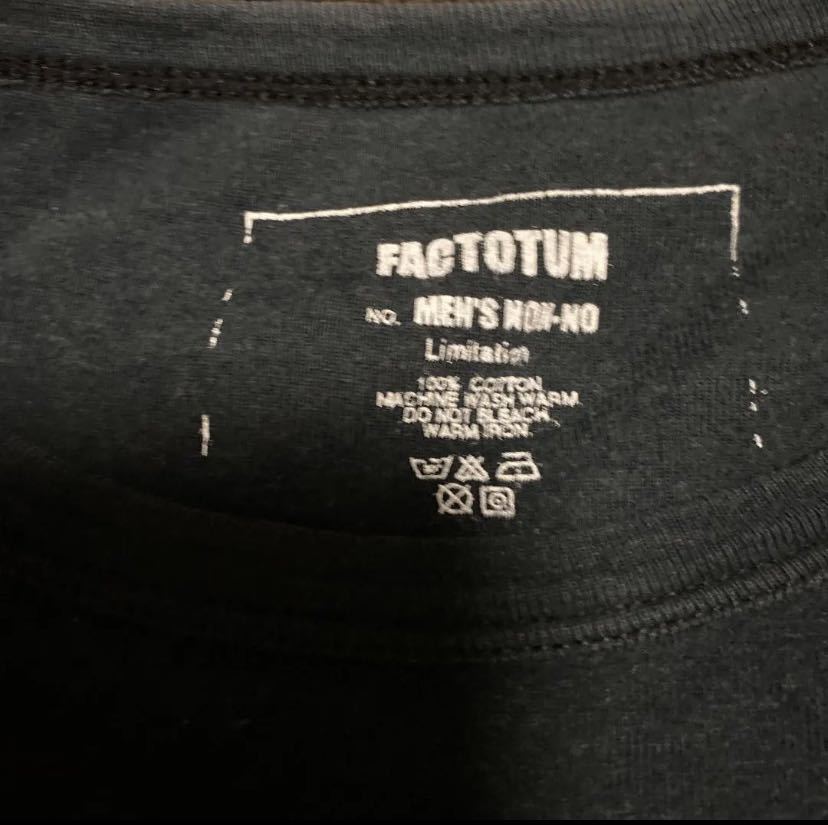 FACTOTUM
NO. MEN'S NON-NO
Limitation
100% COTTON
MACHINE WASH WARM.
DO NOT BLEACH.
WARM IRON.